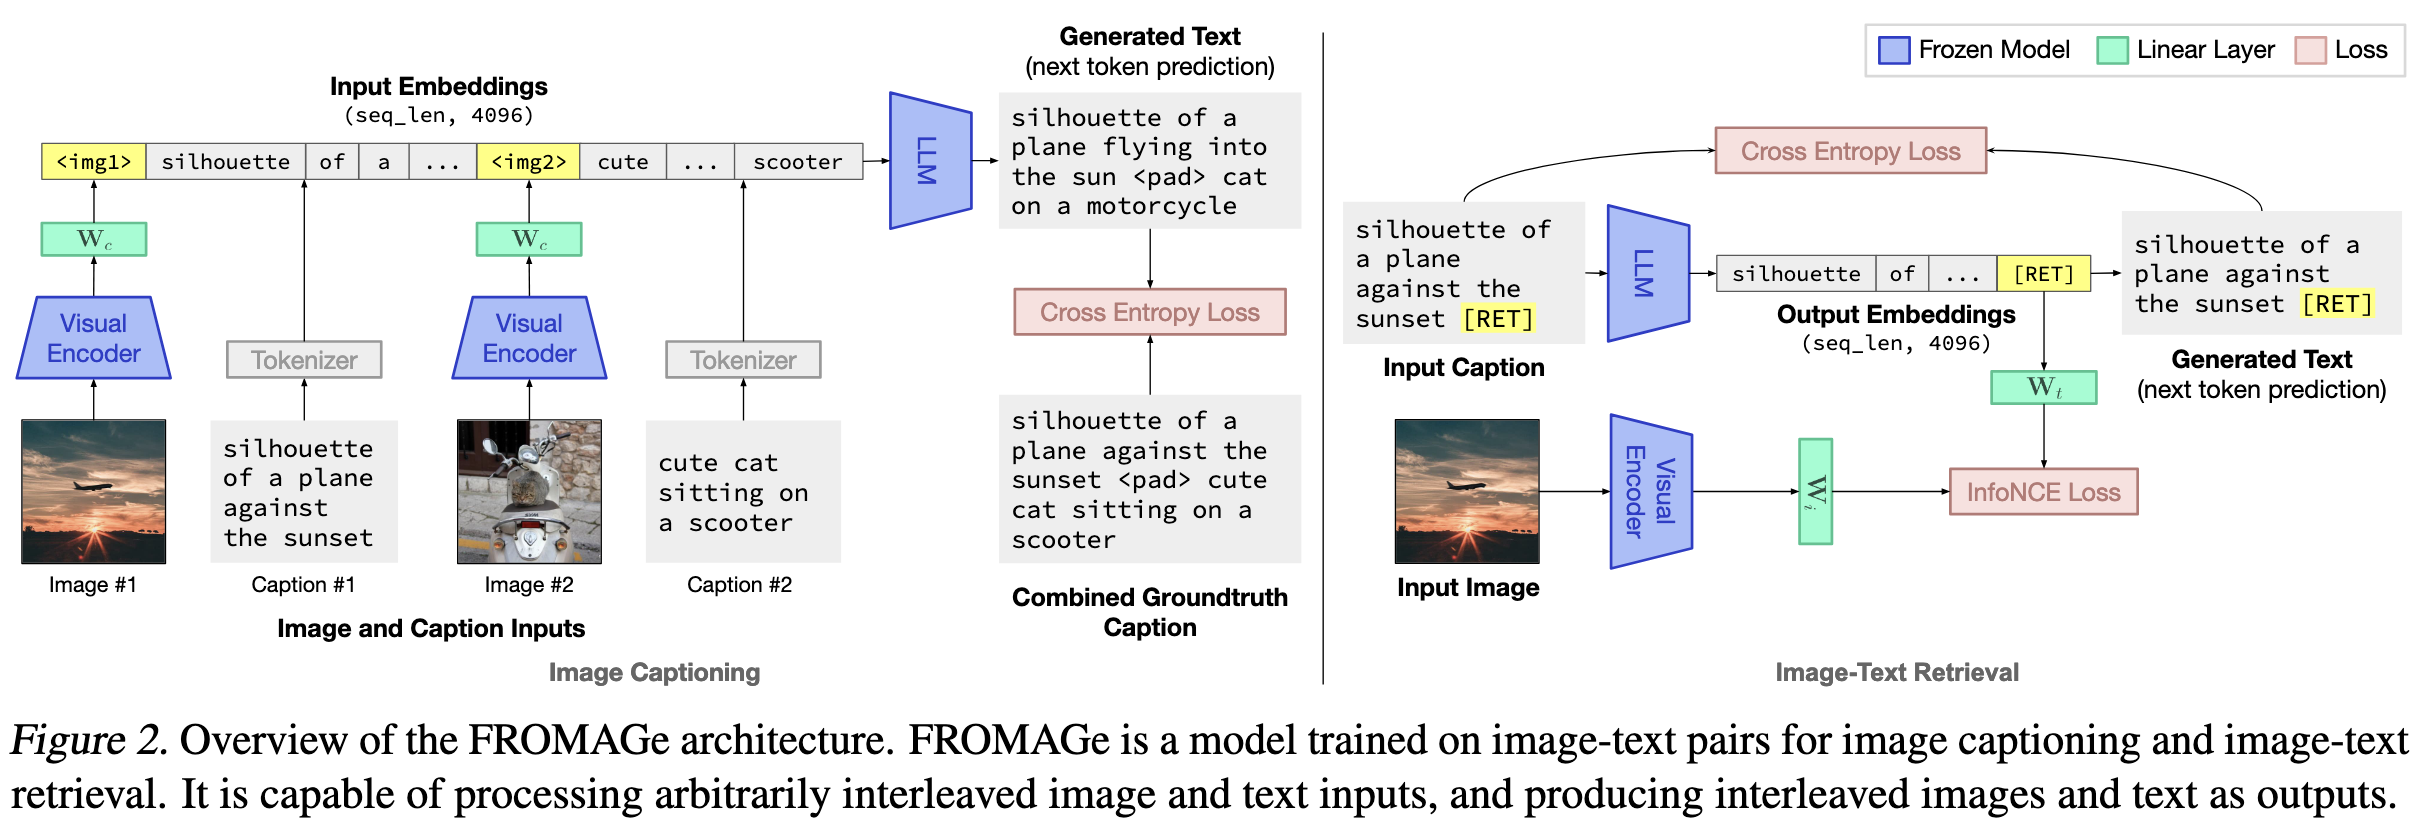 Generated Text
(next token prediction)
Input Embeddings
(seq_len, 4096)
<img1> silhouette of a ... <img2> cute ... scooter
LLM
silhouette of a
plane flying into
the sun <pad> cat
on a motorcycle
W_c
W_c
Visual
Encoder
Tokenizer
Visual
Encoder
Tokenizer
Cross Entropy Loss
silhouette
of a plane
against
the sunset
cute cat
sitting on
a scooter
silhouette of a
plane against the
sunset <pad> cute
cat sitting on a
scooter
Image #1
Caption #1
Image #2
Caption #2
Image and Caption Inputs
Combined Groundtruth
Caption
Image Captioning
Frozen Model
Linear Layer
Loss
Cross Entropy Loss
silhouette of
a plane
against the
sunset [RET]
Input Caption
LLM
silhouette of ... [RET]
Output Embeddings
(seq_len, 4096)
silhouette of a
plane against
the sunset [RET]
Generated Text
(next token prediction)
W_t
Visual
Encoder
W_i
InfoNCE Loss
Input Image
Image-Text Retrieval
Figure 2. Overview of the FROMAGe architecture. FROMAGe is a model trained on image-text pairs for image captioning and image-text
retrieval. It is capable of processing arbitrarily interleaved image and text inputs, and producing interleaved images and text as outputs.